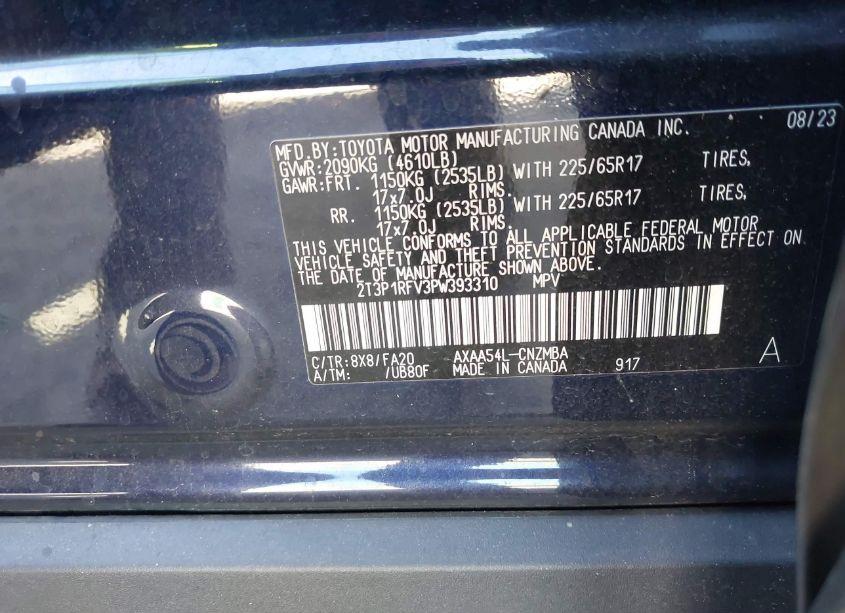 08/23
MFD.BY:TOYOTA MOTOR MANUFACTURING CANADA INC.
GVWR:2090KG (4610LB)
GAWR:FRT. 1150KG (2535LB) WITH 225/65R17 TIRES,
17x7.0J RIMS.
RR. 1150KG (2535LB) WITH 225/65R17 TIRES,
17x7.0J RIMS.
THIS VEHICLE CONFORMS TO ALL APPLICABLE FEDERAL MOTOR
VEHICLE SAFETY AND THEFT PREVENTION STANDARDS IN EFFECT ON
THE DATE OF MANUFACTURE SHOWN ABOVE.
2T3P1RFV3PW393310 MPV
C/TR:8X8/FA20 AXAA54L-CNZMBA
A/TM: /UB80F MADE IN CANADA 917 A